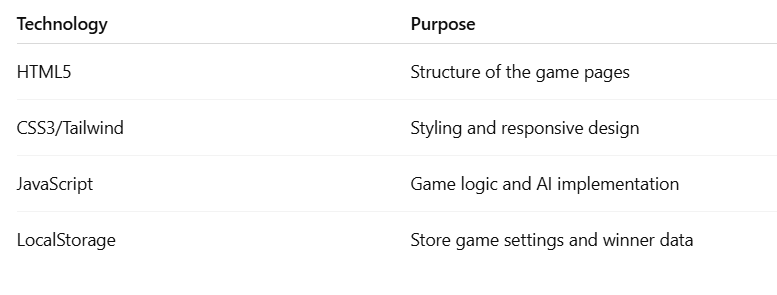 Technology Purpose
HTML5 Structure of the game pages
CSS3/Tailwind Styling and responsive design
JavaScript Game logic and AI implementation
LocalStorage Store game settings and winner data